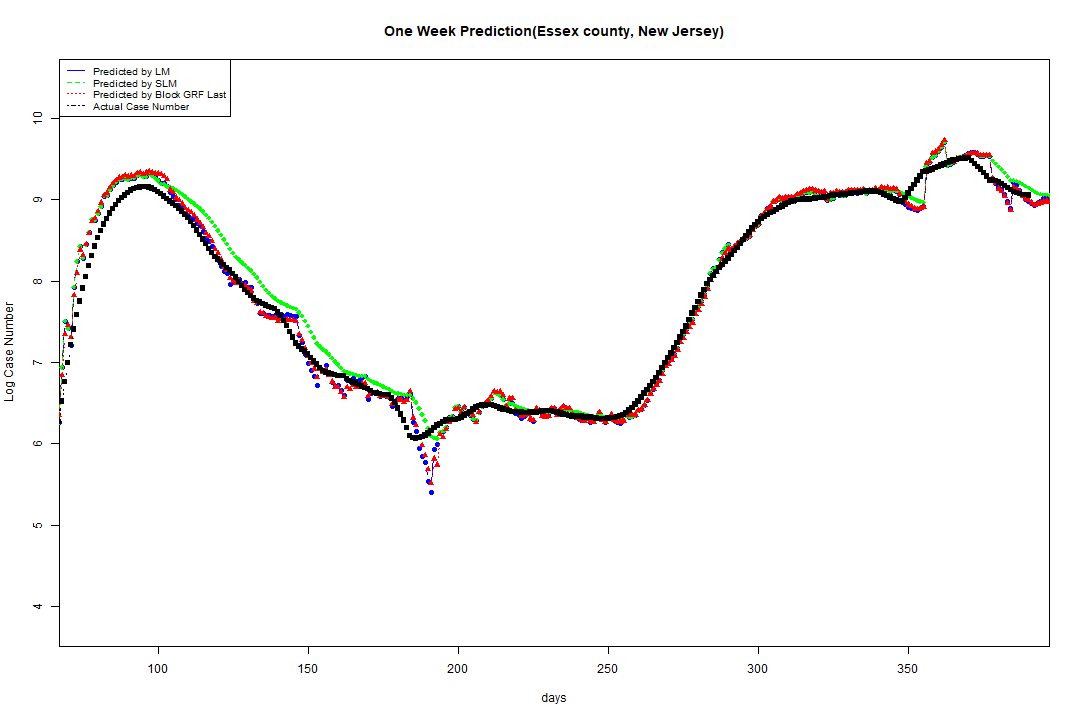 One Week Prediction(Essex county, New Jersey)
Predicted by LM
Predicted by SLM
Predicted by Block GRF Last
Actual Case Number
10
9
8
7
6
5
4
Log Case Number
100 150 200 250 300 350
days